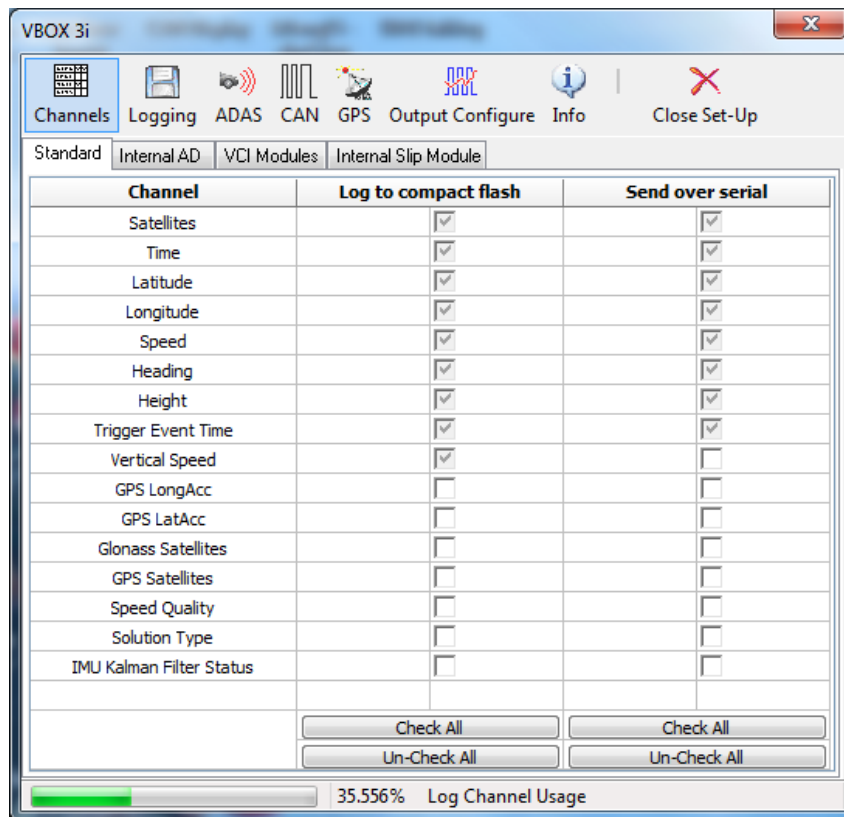 VBOX 3i
Channels Logging ADAS CAN GPS Output Configure Info Close Set-Up
Standard Internal AD VCI Modules Internal Slip Module
Channel Log to compact flash Send over serial
Satellites
Time
Latitude
Longitude
Speed
Heading
Height
Trigger Event Time
Vertical Speed
GPS LongAcc
GPS LatAcc
Glonass Satellites
GPS Satellites
Speed Quality
Solution Type
IMU Kalman Filter Status
Check All Check All
Un-Check All Un-Check All
35.556% Log Channel Usage